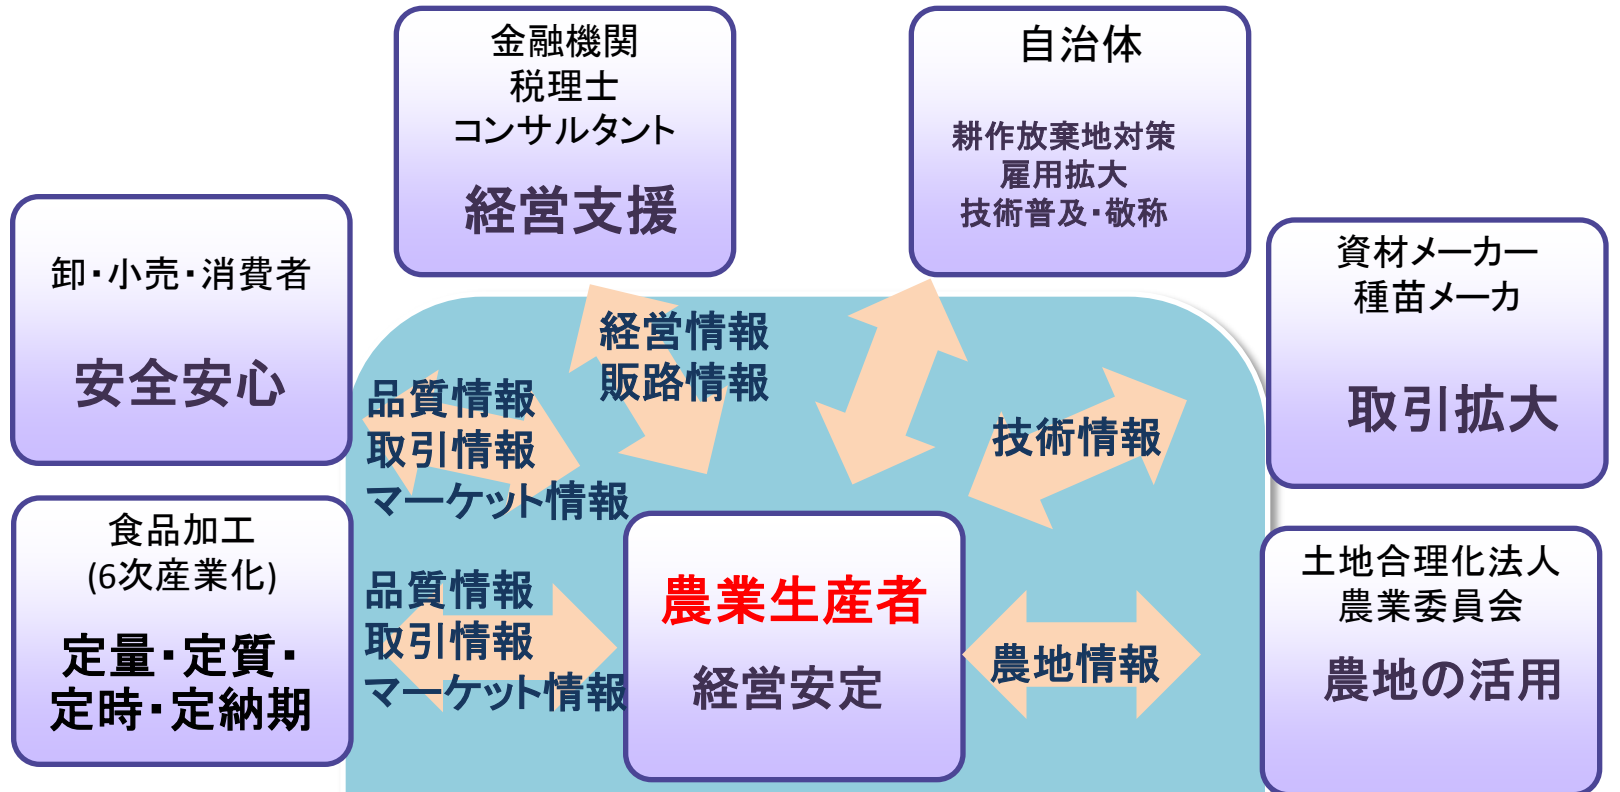 金融機関
税理士
コンサルタント
経営支援
自治体
耕作放棄地対策
雇用拡大
技術普及・敬称
卸・小売・消費者
安全安心
資材メーカー
種苗メーカ
取引拡大
経営情報
販路情報
品質情報
取引情報
マーケット情報
技術情報
食品加工
(6次産業化)
定量・定質・
定時・定納期
品質情報
取引情報
マーケット情報
農業生産者
経営安定
農地情報
土地合理化法人
農業委員会
農地の活用